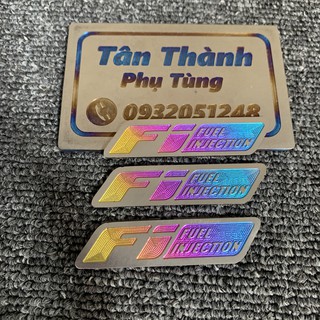 Tân Thành
Phụ Tùng
0932051248
Fi FUEL
INJECTION
Fi FUEL
INJECTION
Fi FUEL
INJECTION